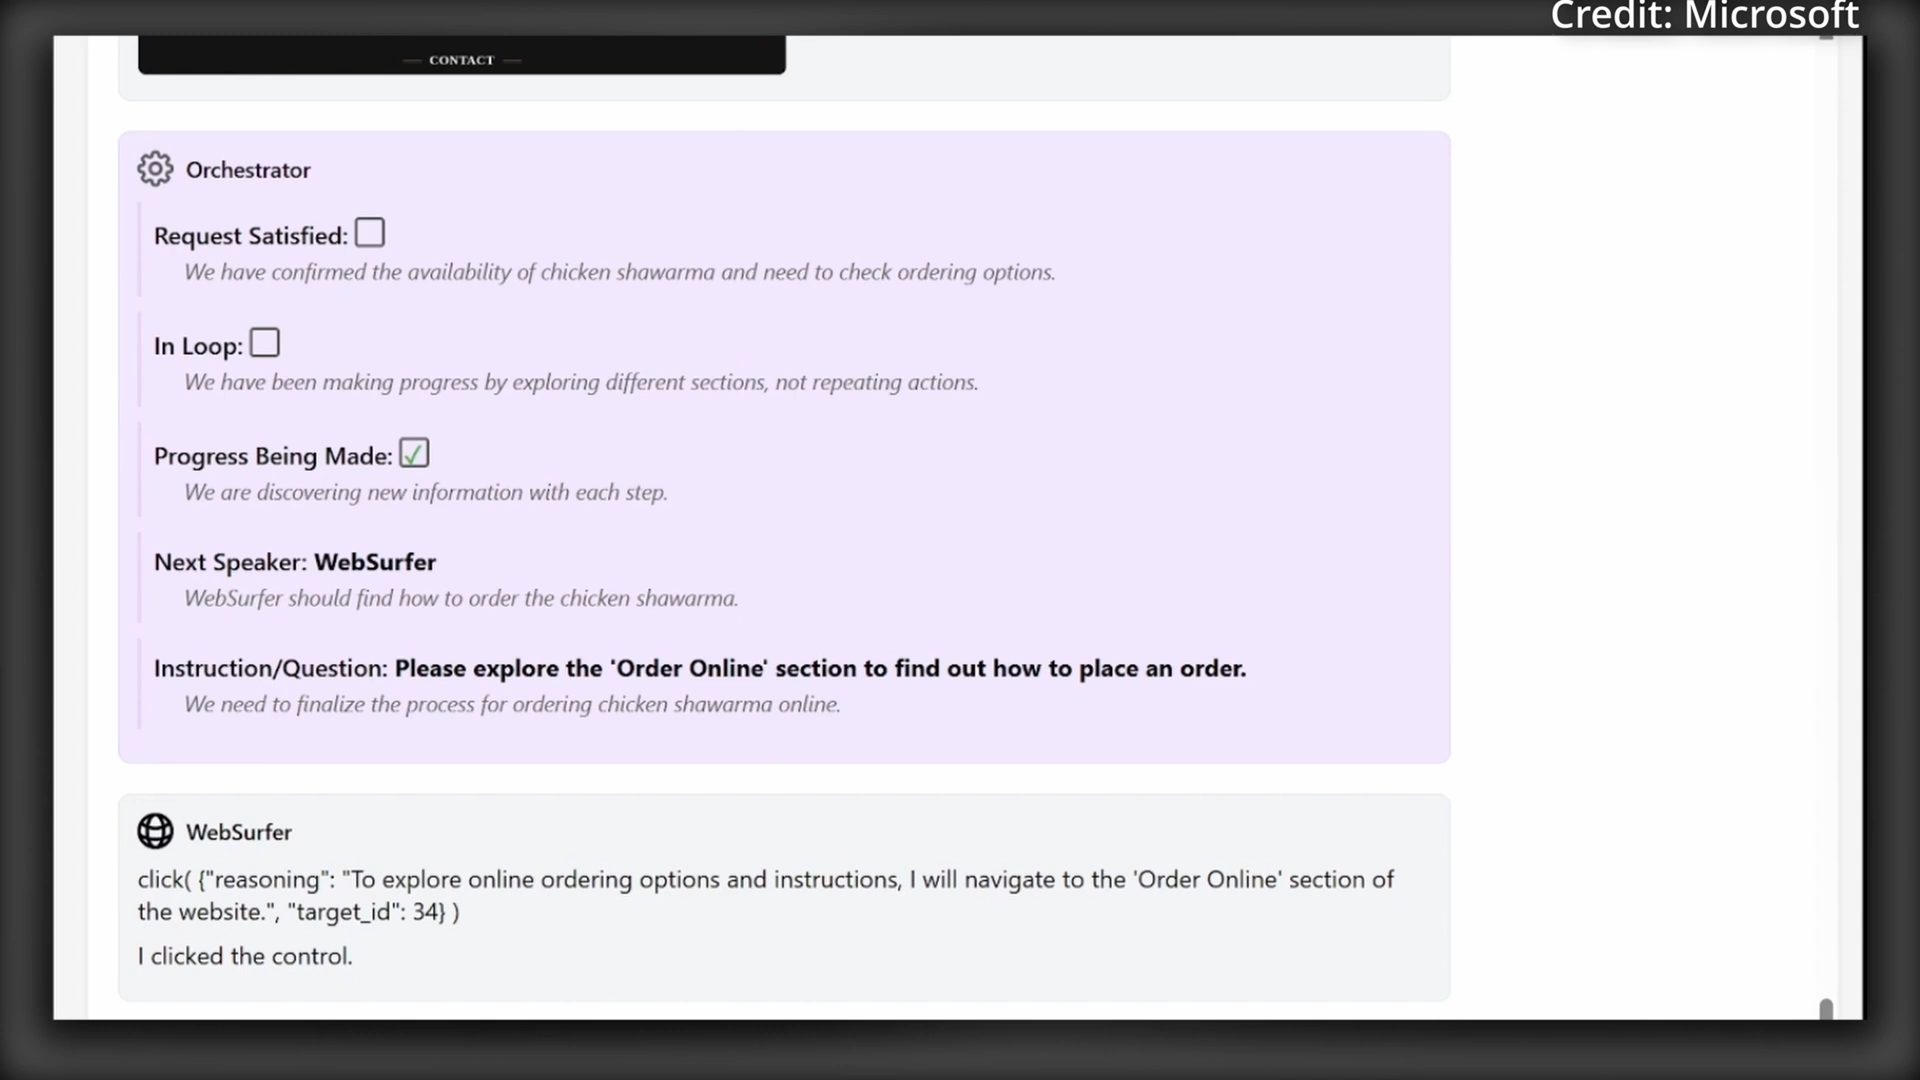 Credit: Microsoft
CONTACT
Orchestrator
Request Satisfied:
We have confirmed the availability of chicken shawarma and need to check ordering options.
In Loop:
We have been making progress by exploring different sections, not repeating actions.
Progress Being Made:
We are discovering new information with each step.
Next Speaker: WebSurfer
WebSurfer should find how to order the chicken shawarma.
Instruction/Question: Please explore the 'Order Online' section to find out how to place an order.
We need to finalize the process for ordering chicken shawarma online.
WebSurfer
click( {"reasoning": "To explore online ordering options and instructions, I will navigate to the 'Order Online' section of
the website.", "target_id": 34} )
I clicked the control.